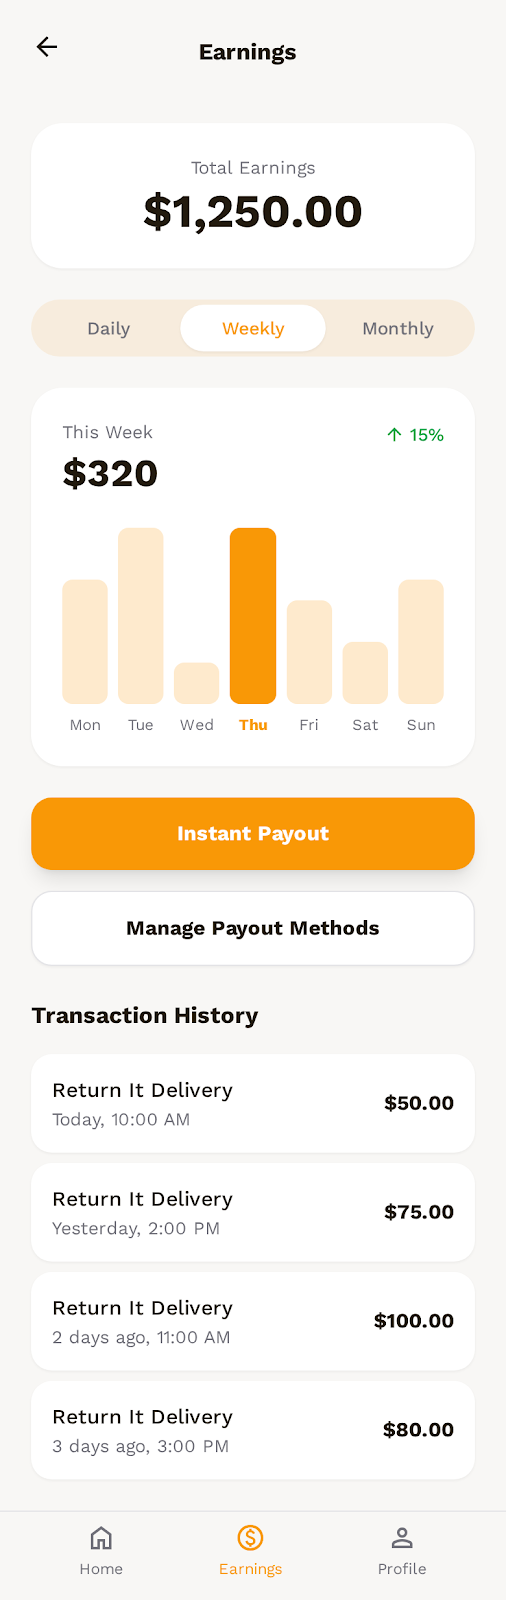 Earnings
Total Earnings
$1,250.00
Daily Weekly Monthly
This Week
↑ 15%
$320
Mon Tue Wed Thu Fri Sat Sun
Instant Payout
Manage Payout Methods
Transaction History
Return It Delivery
Today, 10:00 AM
$50.00
Return It Delivery
Yesterday, 2:00 PM
$75.00
Return It Delivery
2 days ago, 11:00 AM
$100.00
Return It Delivery
3 days ago, 3:00 PM
$80.00
Home Earnings Profile